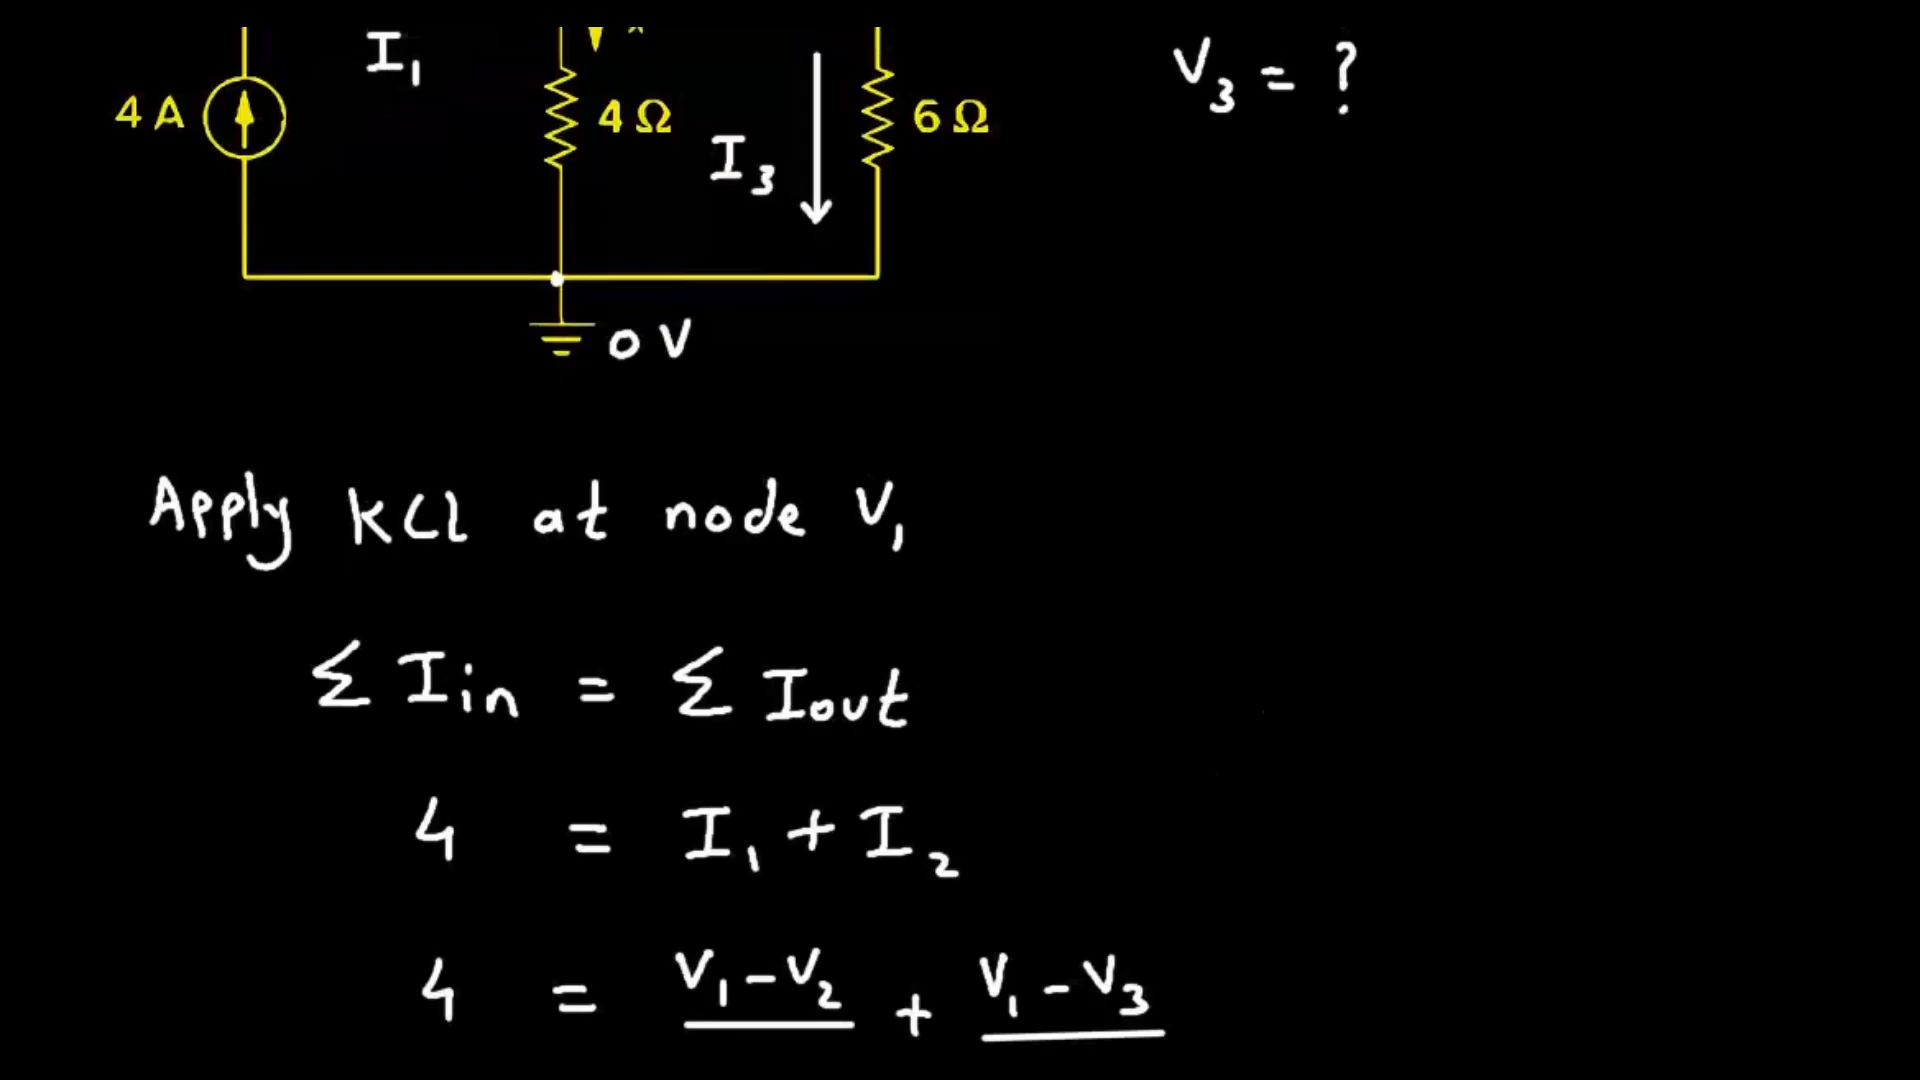 I₁
V₃ = ?
4 A
4 Ω
6 Ω
I₃
0 V
Apply KCL at node V₁
Σ Iin = Σ Iout
4 = I₁ + I₂
4 = V₁ - V₂ + V₁ - V₃